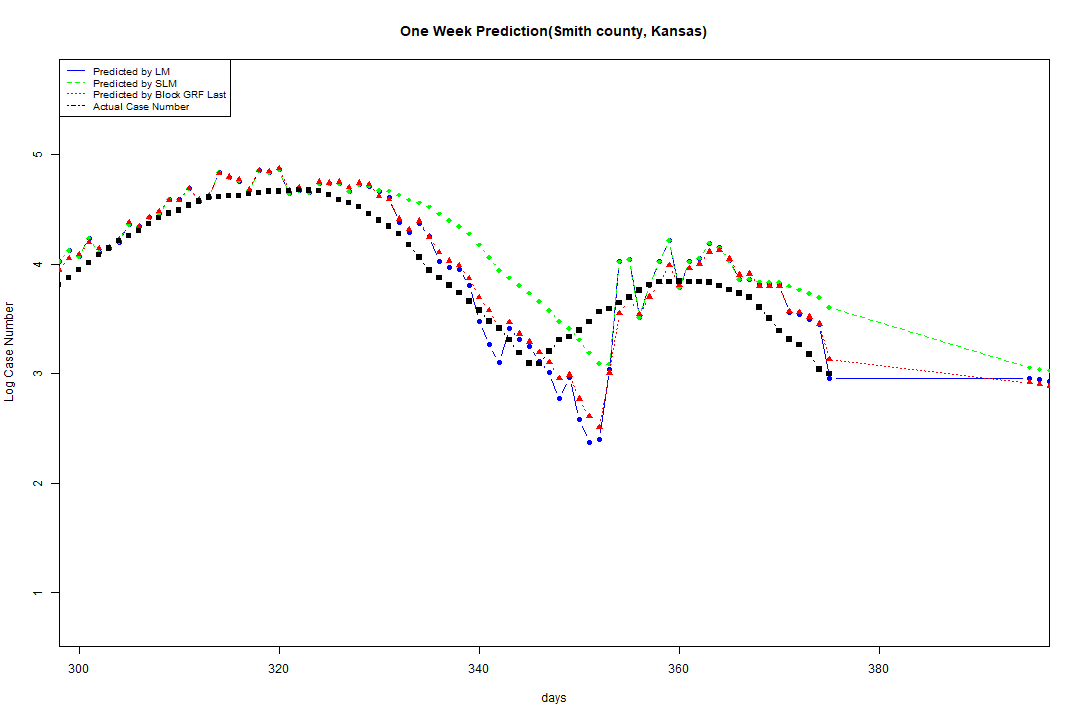 One Week Prediction(Smith county, Kansas)
Predicted by LM
Predicted by SLM
Predicted by Block GRF Last
Actual Case Number
5
4
3
2
1
Log Case Number
300 320 340 360 380
days